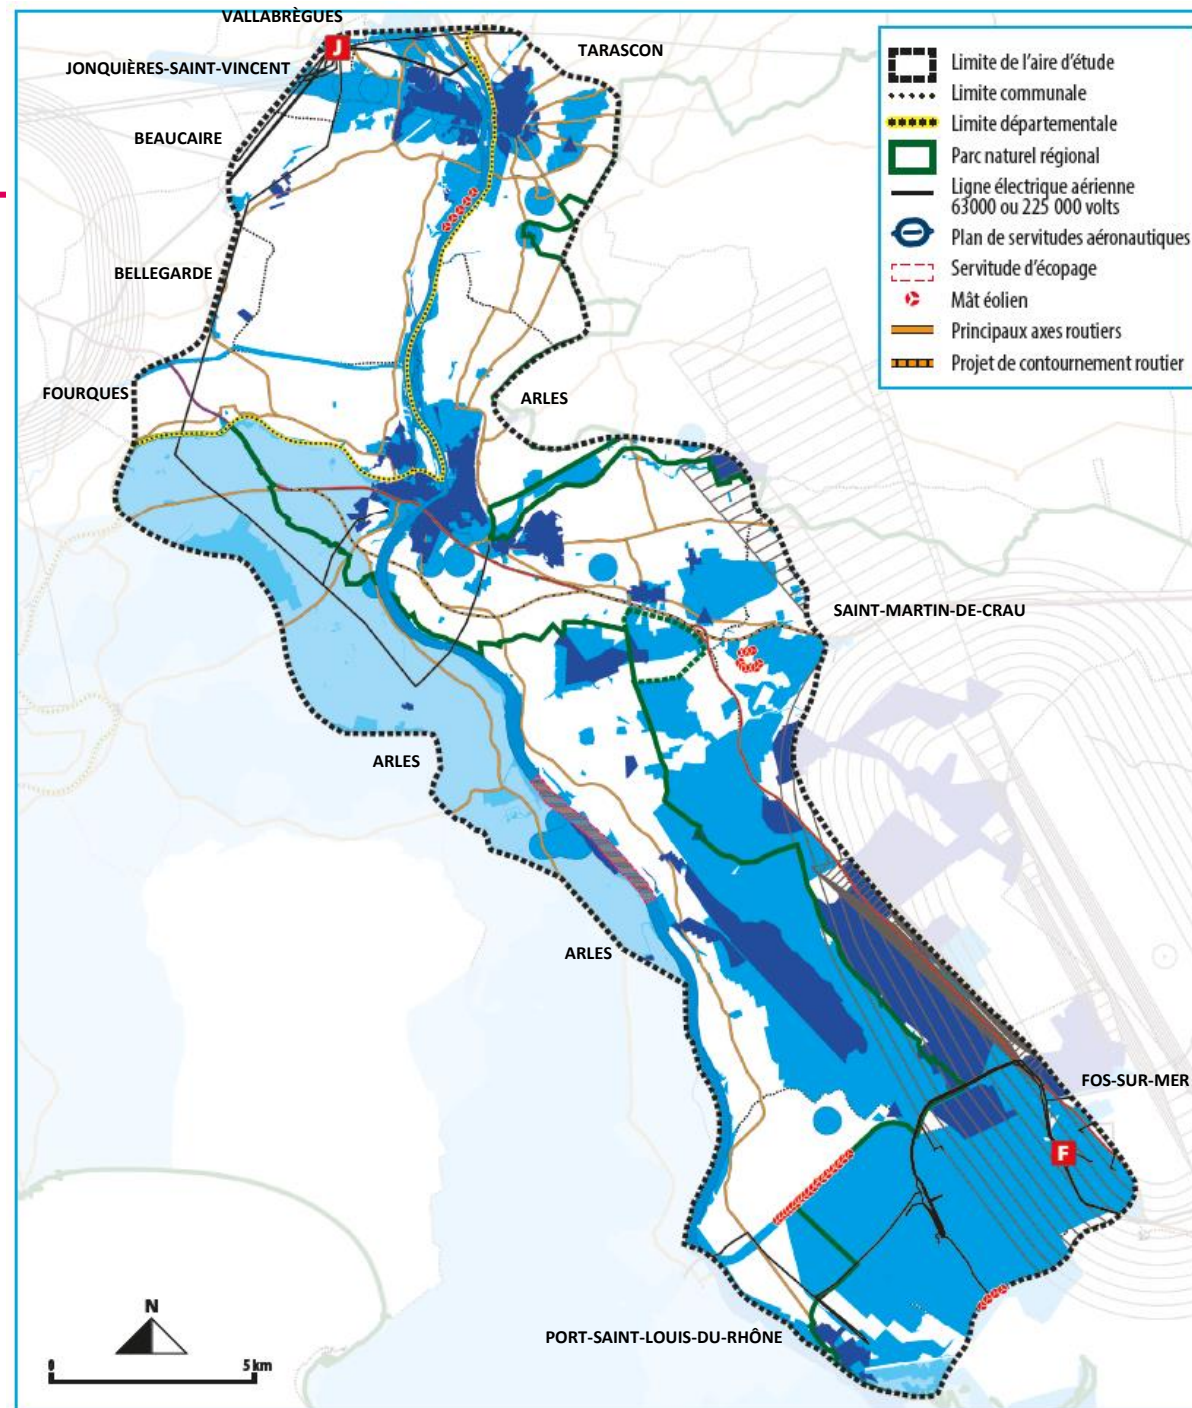 VALLABRÈGUES
J
TARASCON
JONQUIÈRES-SAINT-VINCENT
BEAUCAIRE
BELLEGARDE
FOURQUES
ARLES
SAINT-MARTIN-DE-CRAU
ARLES
ARLES
FOS-SUR-MER
F
PORT-SAINT-LOUIS-DU-RHÔNE
N
0 5 km
Limite de l'aire d'étude
Limite communale
Limite départementale
Parc naturel régional
Ligne électrique aérienne
63000 ou 225 000 volts
Plan de servitudes aéronautiques
Servitude d'écopage
Mât éolien
Principaux axes routiers
Projet de contournement routier